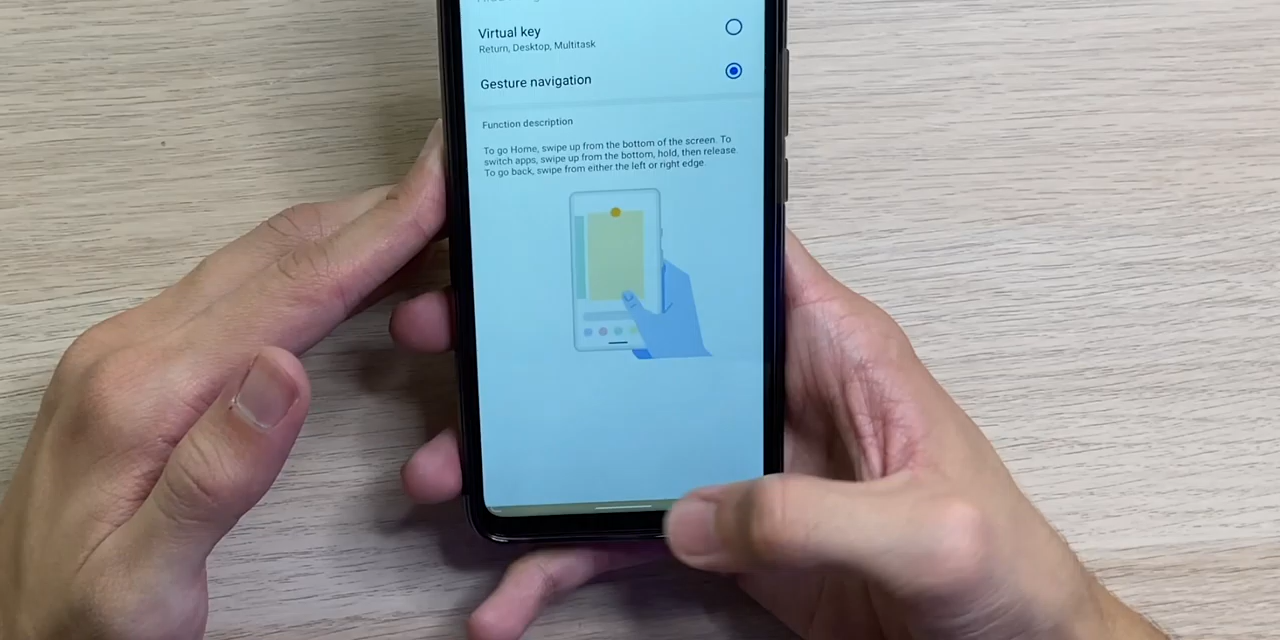 Virtual key
Return, Desktop, Multitask
Gesture navigation
Function description
To go Home, swipe up from the bottom of the screen. To
switch apps, swipe up from the bottom, hold, then release.
To go back, swipe from either the left or right edge.